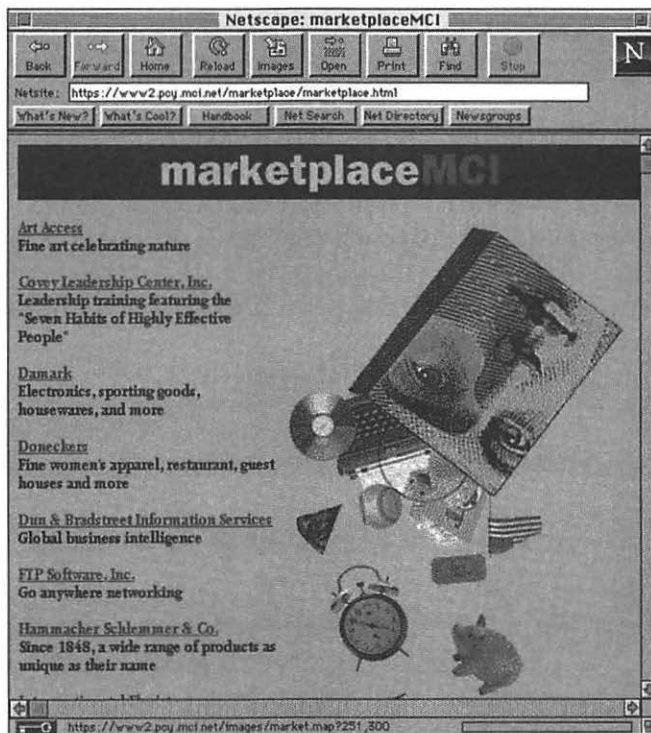 Netscape: marketplaceMCI
Back Forward Home Reload Images Open Print Find Stop
N
Netsite: https://www2.pcy.mci.net/marketplace/marketplace.html
What's New? What's Cool? Handbook Net Search Net Directory Newsgroups
marketplaceMCI
Art Access
Fine art celebrating nature
Covey Leadership Center, Inc.
Leadership training featuring the
"Seven Habits of Highly Effective
People"
Damark
Electronics, sporting goods,
housewares, and more
Doneckers
Fine women's apparel, restaurant, guest
houses and more
Dun & Bradstreet Information Services
Global business intelligence
FTP Software, Inc.
Go anywhere networking
Hammacher Schlemmer & Co.
Since 1848, a wide range of products as
unique as their name
https://www2.pcy.mci.net/images/market.map?251,300